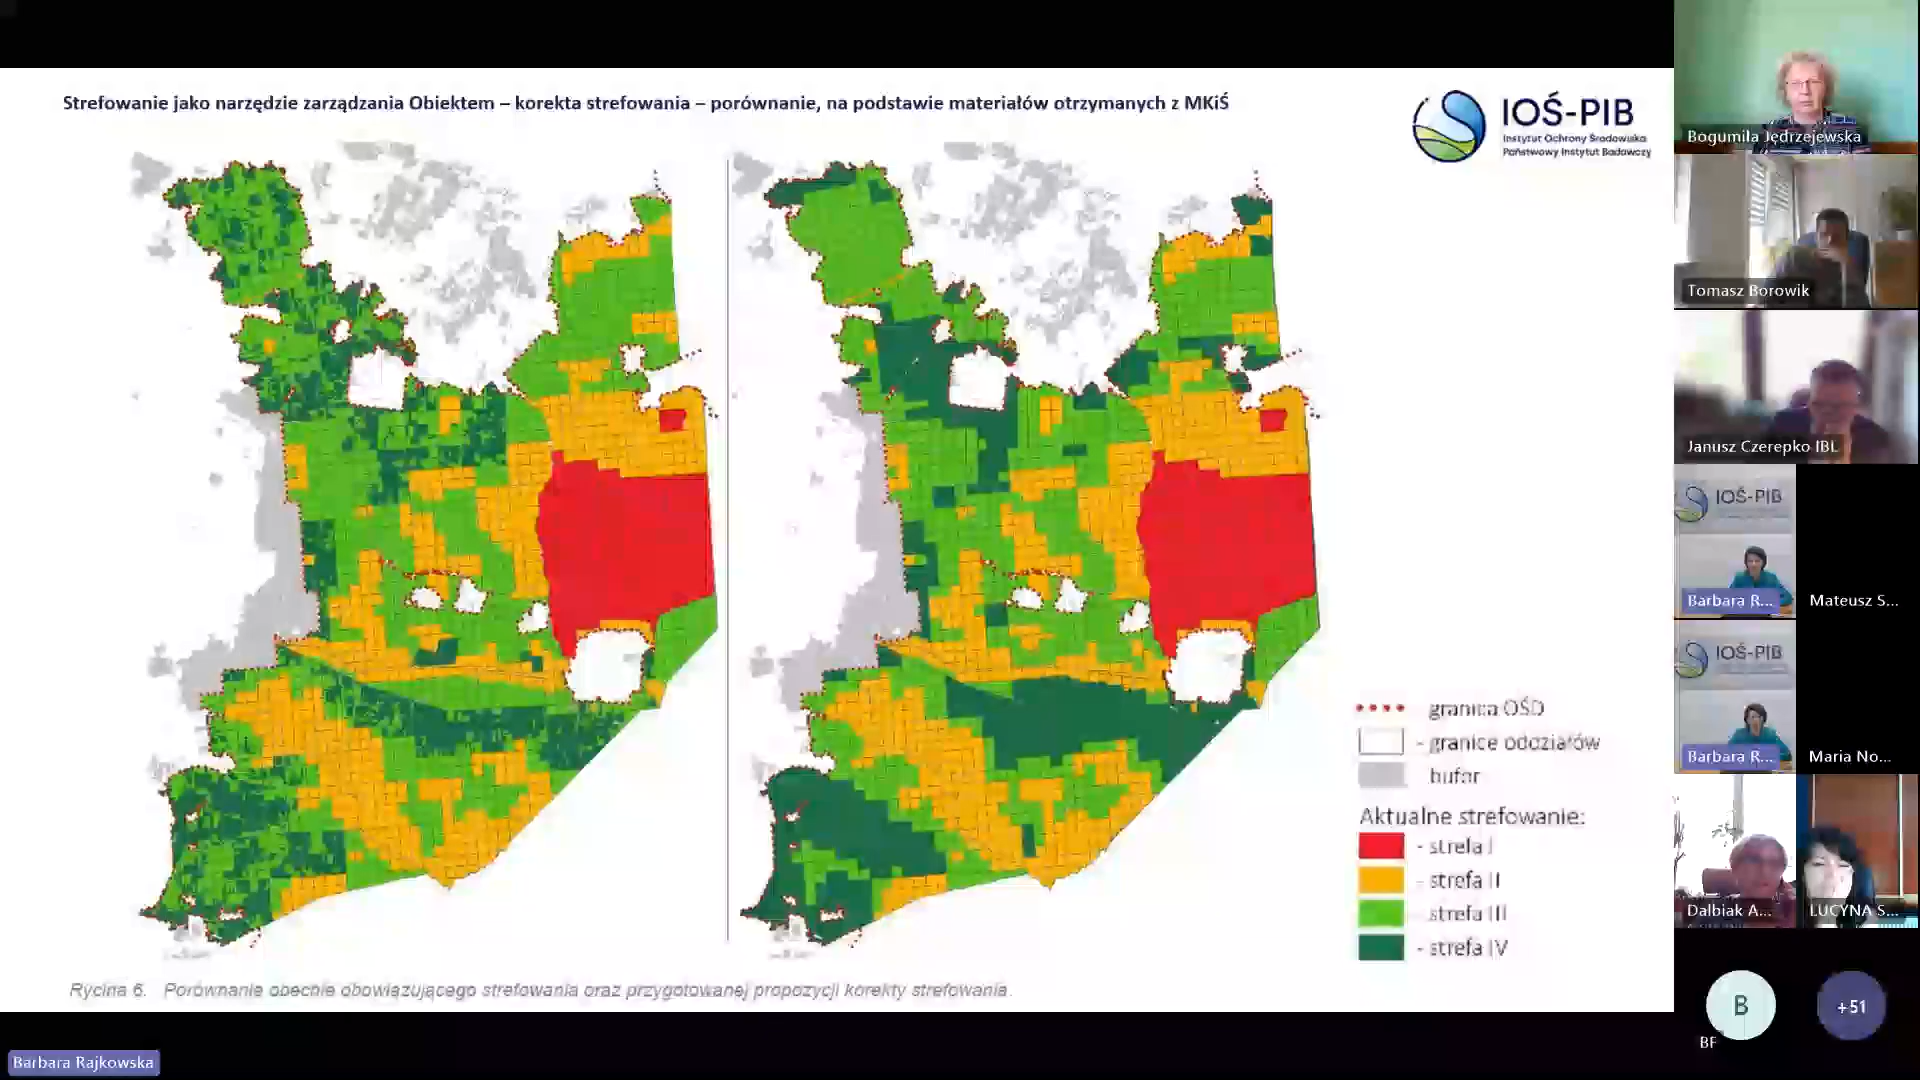 Strefowanie jako narzędzie zarządzania Obiektem – korekta strefowania – porównanie, na podstawie materiałów otrzymanych z MKiŚ
IOŚ-PIB
Instytut Ochrony Środowiska
Państwowy Instytut Badawczy
granica OŚD
- granice oddziałów
bufor
Aktualne strefowanie:
- strefa I
- strefa II
strefa III
- strefa IV
Rycina 6. Porównanie obecnie obowiązującego strefowania oraz przygotowanej propozycji korekty strefowania.
Barbara Rajkowska
Bogumila Jędrzejewska
Tomasz Borowik
Janusz Czerepko IBL
IOŚ-PIB
Barbara R...
Mateusz S...
IOŚ-PIB
Barbara R...
Maria No...
Dalbiak A...
LUCYNA S...
B
+51
BF